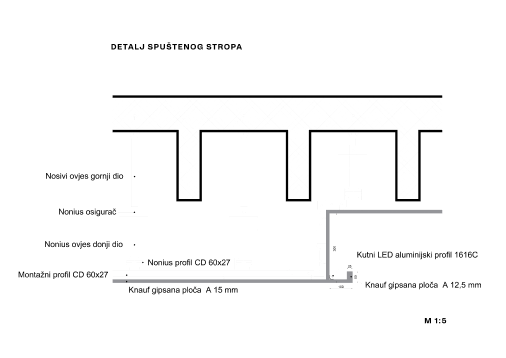 DETALJ SPUŠTENOG STROPA
Nosivi ovjes gornji dio
Nonius osigurač
Nonius ovjes donji dio
Nonius profil CD 60x27
Kutni LED aluminijski profil 1616C
Montažni profil CD 60x27
Knauf gipsana ploča A 12.5 mm
Knauf gipsana ploča A 15 mm
M 1:5